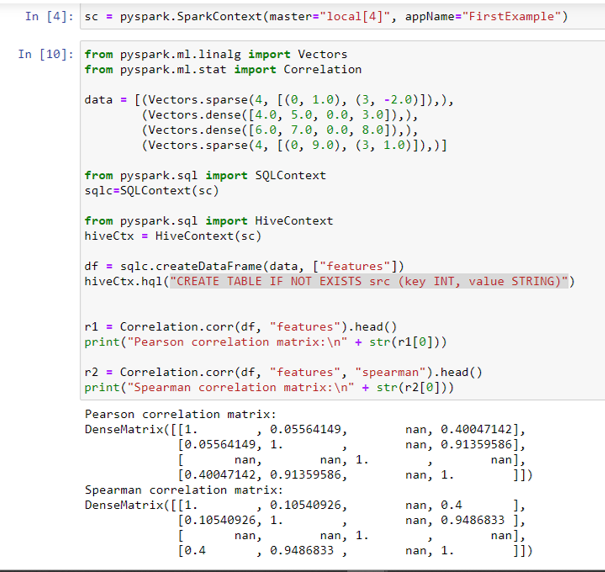 In [4]: sc = pyspark.SparkContext(master="local[4]", appName="FirstExample")
In [10]: from pyspark.ml.linalg import Vectors
from pyspark.ml.stat import Correlation
data = [(Vectors.sparse(4, [(0, 1.0), (3, -2.0)]),),
(Vectors.dense([4.0, 5.0, 0.0, 3.0]),),
(Vectors.dense([6.0, 7.0, 0.0, 8.0]),),
(Vectors.sparse(4, [(0, 9.0), (3, 1.0)]),)]
from pyspark.sql import SQLContext
sqlc=SQLContext(sc)
from pyspark.sql import HiveContext
hiveCtx = HiveContext(sc)
df = sqlc.createDataFrame(data, ["features"])
hiveCtx.hql("CREATE TABLE IF NOT EXISTS src (key INT, value STRING)")
r1 = Correlation.corr(df, "features").head()
print("Pearson correlation matrix:\n" + str(r1[0]))
r2 = Correlation.corr(df, "features", "spearman").head()
print("Spearman correlation matrix:\n" + str(r2[0]))
Pearson correlation matrix:
DenseMatrix([[1.        , 0.05564149,        nan, 0.40047142],
[0.05564149, 1.        ,        nan, 0.91359586],
[       nan,        nan, 1.        ,        nan],
[0.40047142, 0.91359586,        nan, 1.        ]])
Spearman correlation matrix:
DenseMatrix([[1.        , 0.10540926,        nan, 0.4       ],
[0.10540926, 1.        ,        nan, 0.9486833 ],
[       nan,        nan, 1.        ,        nan],
[0.4       , 0.9486833 ,        nan, 1.        ]])